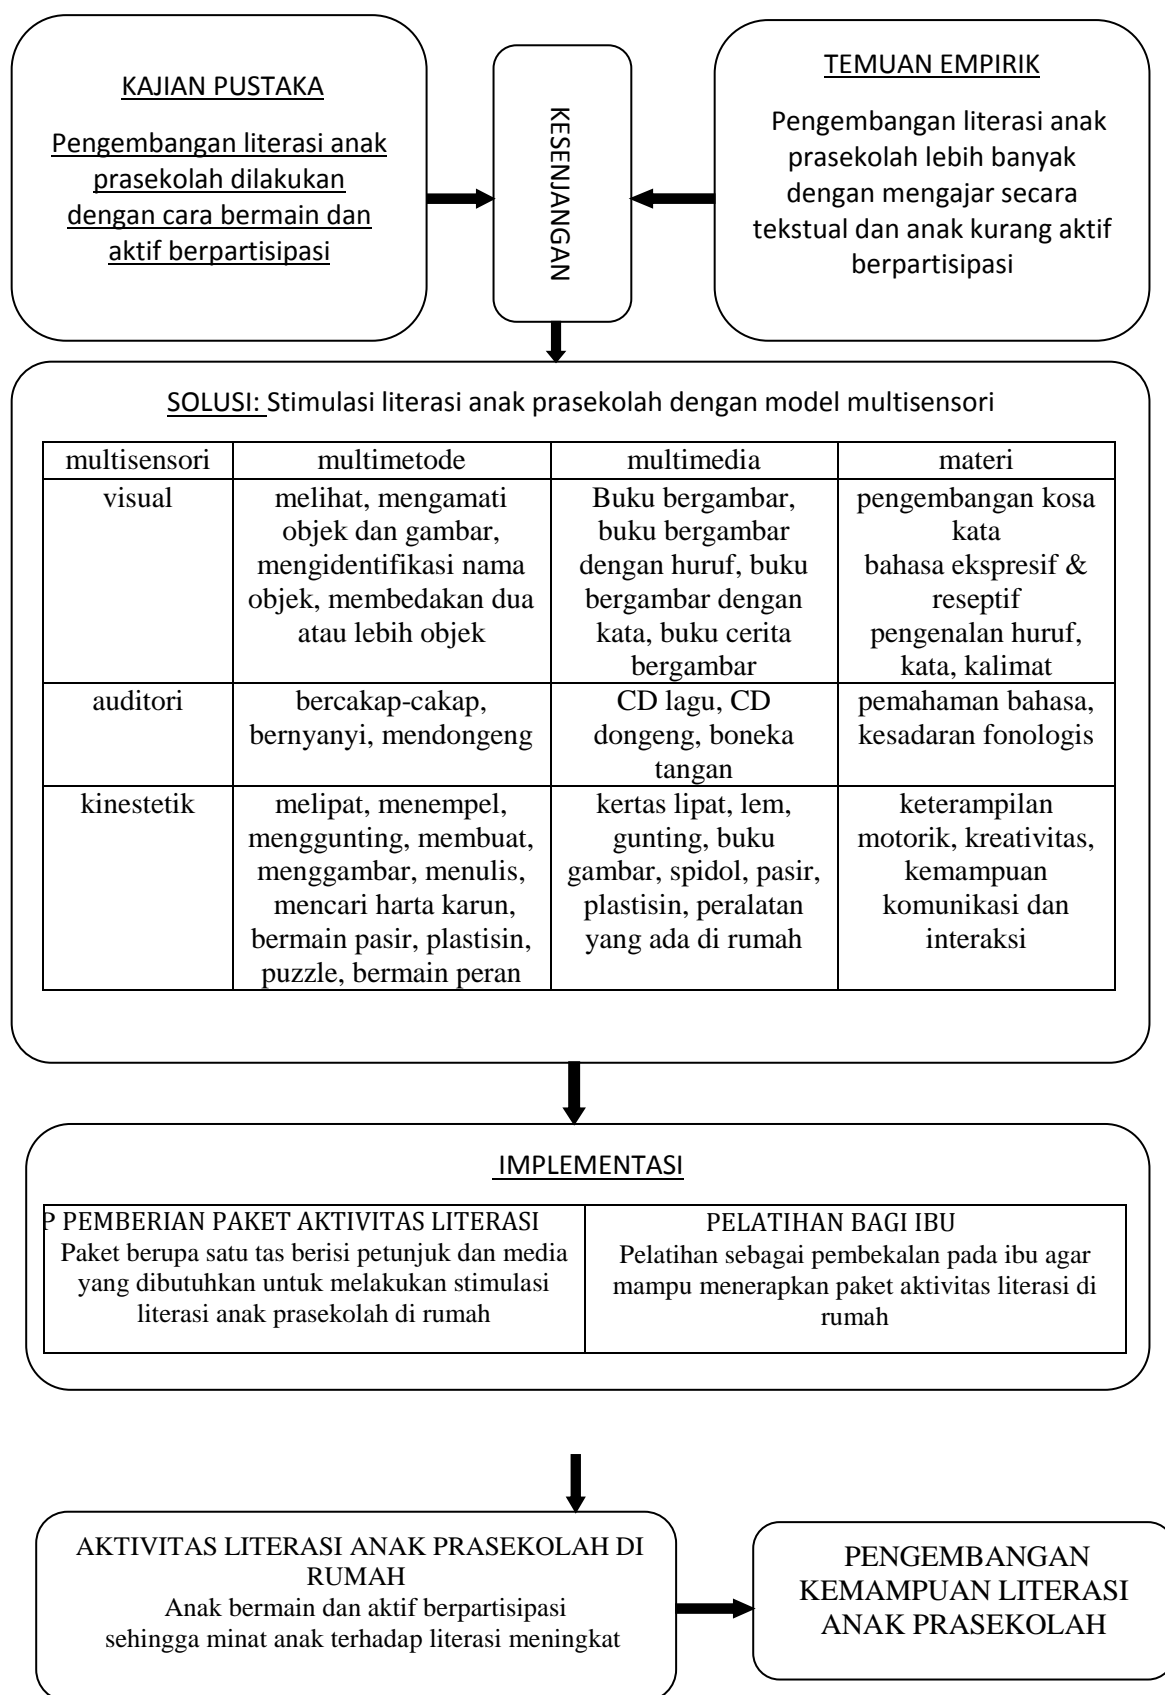 KAJIAN PUSTAKA
Pengembangan literasi anak
prasekolah dilakukan
dengan cara bermain dan
aktif berpartisipasi
KESENJANGAN
TEMUAN EMPIRIK
Pengembangan literasi anak
prasekolah lebih banyak
dengan mengajar secara
tekstual dan anak kurang aktif
berpartisipasi
SOLUSI: Stimulasi literasi anak prasekolah dengan model multisensori
multisensori
multimetode
multimedia
materi
visual
melihat, mengamati
objek dan gambar,
mengidentifikasi nama
objek, membedakan dua
atau lebih objek
Buku bergambar,
buku bergambar
dengan huruf, buku
bergambar dengan
kata, buku cerita
bergambar
pengembangan kosa
kata
bahasa ekspresif &
reseptif
pengenalan huruf,
kata, kalimat
auditori
bercakap-cakap,
bernyanyi, mendongeng
CD lagu, CD
dongeng, boneka
tangan
pemahaman bahasa,
kesadaran fonologis
kinestetik
melipat, menempel,
menggunting, membuat,
menggambar, menulis,
mencari harta karun,
bermain pasir, plastisin,
puzzle, bermain peran
kertas lipat, lem,
gunting, buku
gambar, spidol, pasir,
plastisin, peralatan
yang ada di rumah
keterampilan
motorik, kreativitas,
kemampuan
komunikasi dan
interaksi
IMPLEMENTASI
P PEMBERIAN PAKET AKTIVITAS LITERASI
Paket berupa satu tas berisi petunjuk dan media
yang dibutuhkan untuk melakukan stimulasi
literasi anak prasekolah di rumah
PELATIHAN BAGI IBU
Pelatihan sebagai pembekalan pada ibu agar
mampu menerapkan paket aktivitas literasi di
rumah
AKTIVITAS LITERASI ANAK PRASEKOLAH DI
RUMAH
Anak bermain dan aktif berpartisipasi
sehingga minat anak terhadap literasi meningkat
PENGEMBANGAN
KEMAMPUAN LITERASI
ANAK PRASEKOLAH